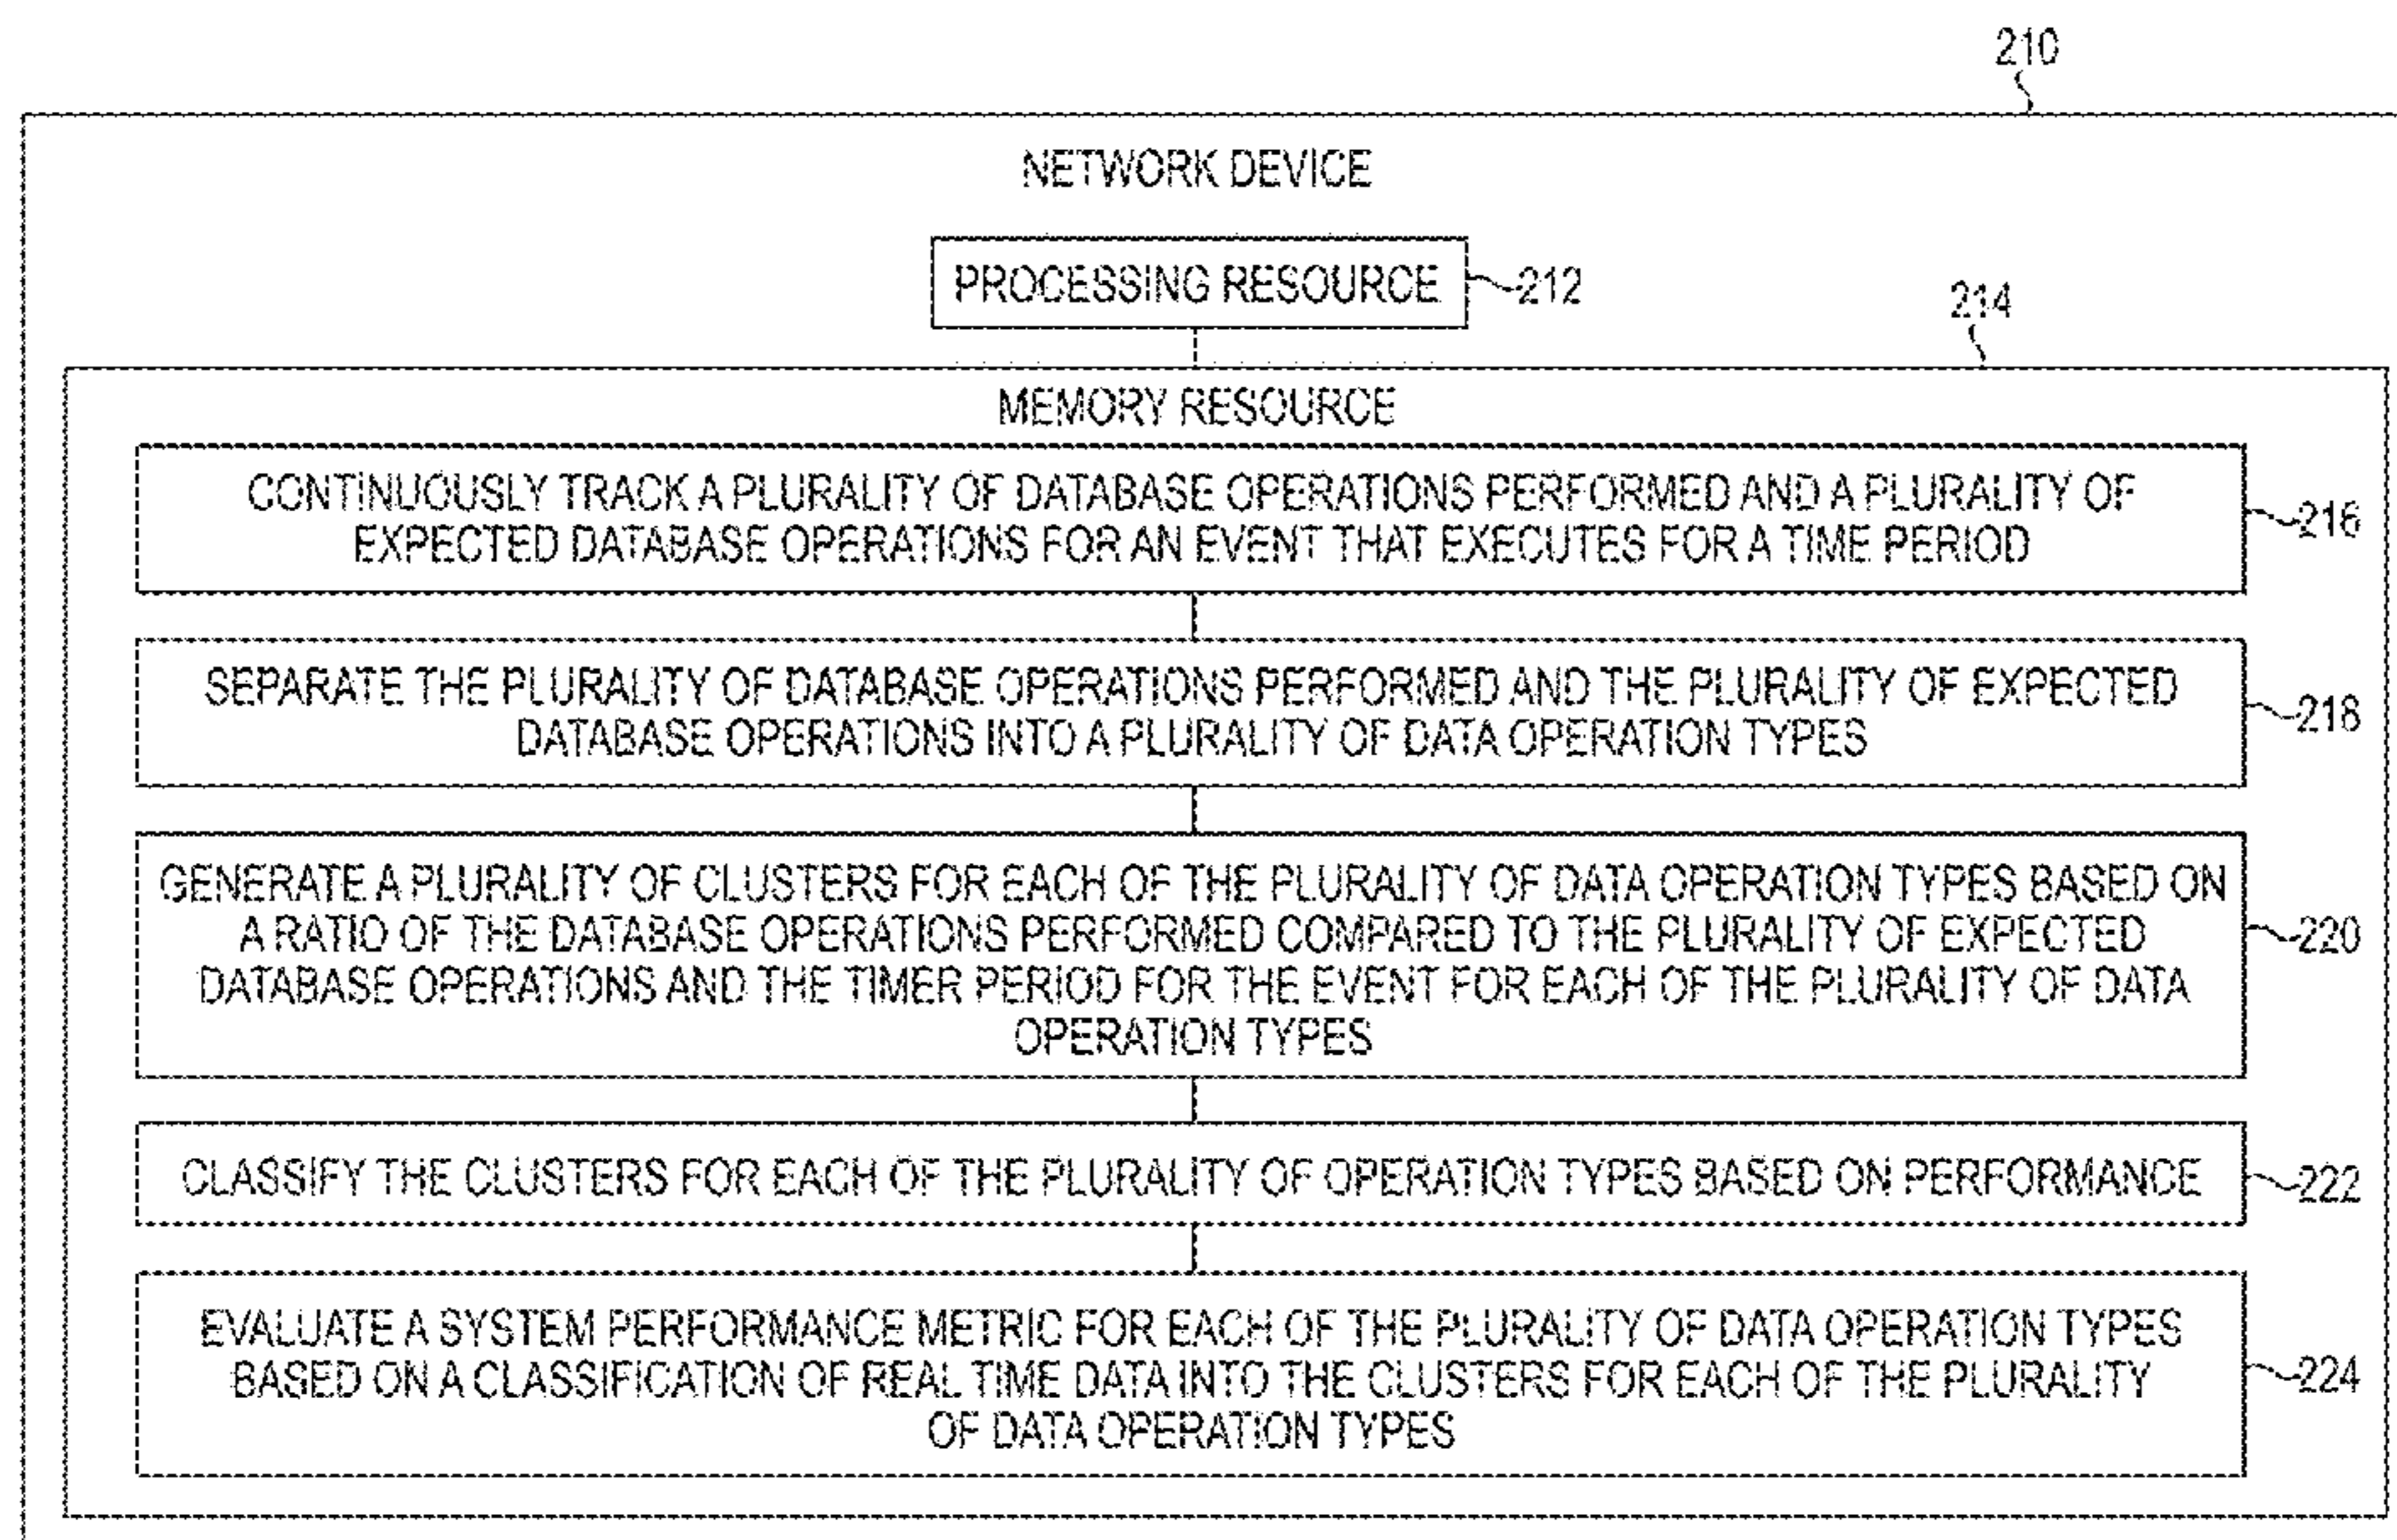 210
NETWORK DEVICE
PROCESSING RESOURCE
212
214
MEMORY RESOURCE
CONTINUOUSLY TRACK A PLURALITY OF DATABASE OPERATIONS PERFORMED AND A PLURALITY OF
EXPECTED DATABASE OPERATIONS FOR AN EVENT THAT EXECUTES FOR A TIME PERIOD
216
SEPARATE THE PLURALITY OF DATABASE OPERATIONS PERFORMED AND THE PLURALITY OF EXPECTED
DATABASE OPERATIONS INTO A PLURALITY OF DATA OPERATION TYPES
218
GENERATE A PLURALITY OF CLUSTERS FOR EACH OF THE PLURALITY OF DATA OPERATION TYPES BASED ON
A RATIO OF THE DATABASE OPERATIONS PERFORMED COMPARED TO THE PLURALITY OF EXPECTED
DATABASE OPERATIONS AND THE TIMER PERIOD FOR THE EVENT FOR EACH OF THE PLURALITY OF DATA
OPERATION TYPES
220
CLASSIFY THE CLUSTERS FOR EACH OF THE PLURALITY OF OPERATION TYPES BASED ON PERFORMANCE
222
EVALUATE A SYSTEM PERFORMANCE METRIC FOR EACH OF THE PLURALITY OF DATA OPERATION TYPES
BASED ON A CLASSIFICATION OF REAL TIME DATA INTO THE CLUSTERS FOR EACH OF THE PLURALITY
OF DATA OPERATION TYPES
224